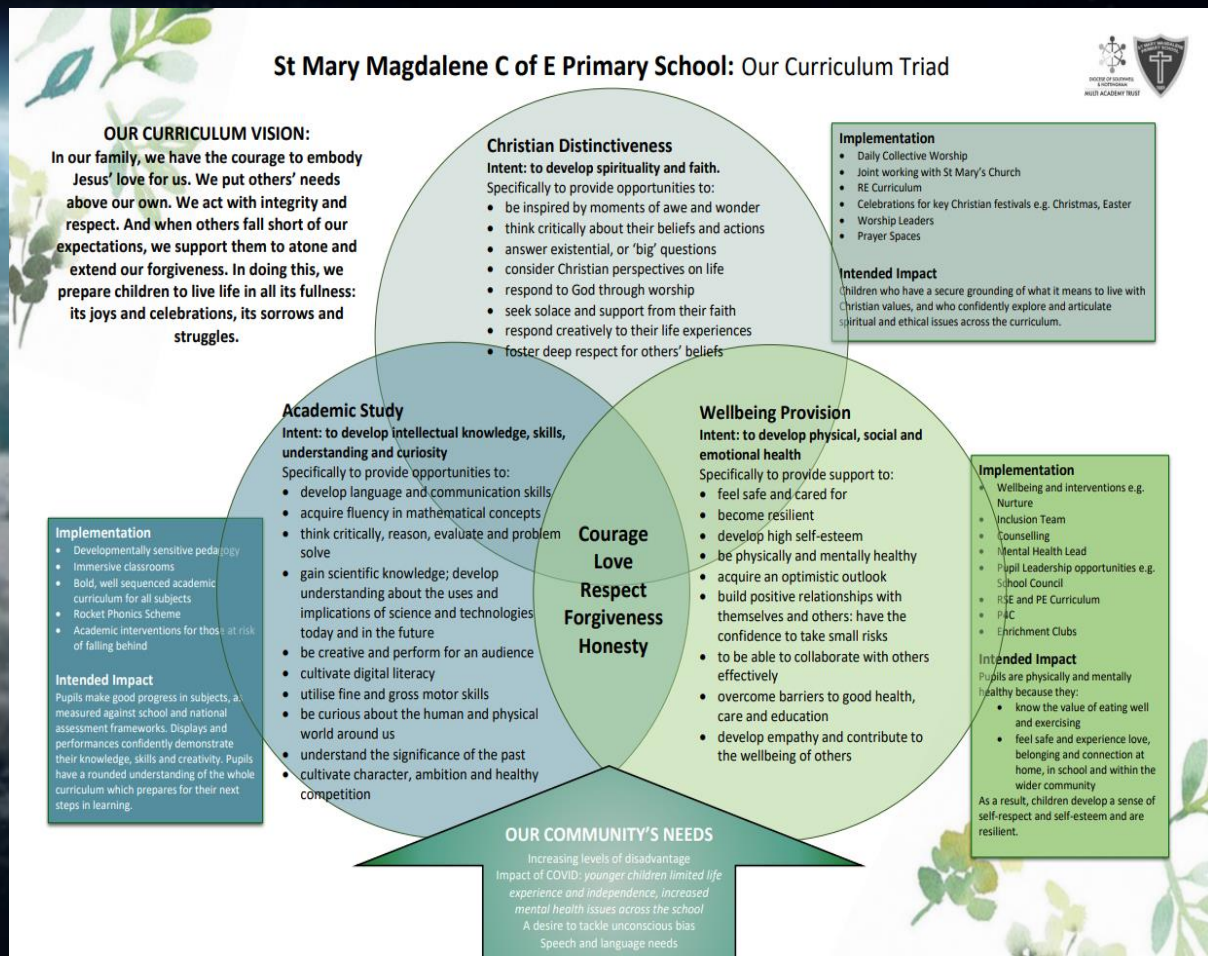 St Mary Magdalene C of E Primary School: Our Curriculum Triad
DIOCESE OF SOUTHWELL
& NOTTINGHAM
MULTI ACADEMY TRUST
ST MARY MAGDALENE
PRIMARY SCHOOL
OUR CURRICULUM VISION:
In our family, we have the courage to embody
Jesus' love for us. We put others' needs
above our own. We act with integrity and
respect. And when others fall short of our
expectations, we support them to atone and
extend our forgiveness. In doing this, we
prepare children to live life in all its fullness:
its joys and celebrations, its sorrows and
struggles.
Christian Distinctiveness
Intent: to develop spirituality and faith.
Specifically to provide opportunities to:
• be inspired by moments of awe and wonder
• think critically about their beliefs and actions
• answer existential, or 'big' questions
• consider Christian perspectives on life
• respond to God through worship
• seek solace and support from their faith
• respond creatively to their life experiences
• foster deep respect for others' beliefs
Implementation
• Daily Collective Worship
• Joint working with St Mary's Church
• RE Curriculum
• Celebrations for key Christian festivals e.g. Christmas, Easter
• Worship Leaders
• Prayer Spaces
Intended Impact
Children who have a secure grounding of what it means to live with
Christian values, and who confidently explore and articulate
spiritual and ethical issues across the curriculum.
Academic Study
Intent: to develop intellectual knowledge, skills,
understanding and curiosity
Specifically to provide opportunities to:
• develop language and communication skills
• acquire fluency in mathematical concepts
• think critically, reason, evaluate and problem
solve
• gain scientific knowledge; develop
understanding about the uses and
implications of science and technologies
today and in the future
• be creative and perform for an audience
• cultivate digital literacy
• utilise fine and gross motor skills
• be curious about the human and physical
world around us
• understand the significance of the past
• cultivate character, ambition and healthy
competition
Implementation
• Developmentally sensitive pedagogy
• Immersive classrooms
• Bold, well sequenced academic
curriculum for all subjects
• Rocket Phonics Scheme
• Academic interventions for those at risk
of falling behind
Intended Impact
Pupils make good progress in subjects, as
measured against school and national
assessment frameworks. Displays and
performances confidently demonstrate
their knowledge, skills and creativity. Pupils
have a rounded understanding of the whole
curriculum which prepares for their next
steps in learning.
Courage
Love
Respect
Forgiveness
Honesty
Wellbeing Provision
Intent: to develop physical, social and
emotional health
Specifically to provide support to:
• feel safe and cared for
• become resilient
• develop high self-esteem
• be physically and mentally healthy
• acquire an optimistic outlook
• build positive relationships with
themselves and others: have the
confidence to take small risks
• to be able to collaborate with others
effectively
• overcome barriers to good health,
care and education
• develop empathy and contribute to
the wellbeing of others
Implementation
• Wellbeing and interventions e.g.
Nurture
• Inclusion Team
• Counselling
• Mental Health Lead
• Pupil Leadership opportunities e.g.
School Council
• RSE and PE Curriculum
• P4C
• Enrichment Clubs
Intended Impact
Pupils are physically and mentally
healthy because they:
• know the value of eating well
and exercising
• feel safe and experience love,
belonging and connection at
home, in school and within the
wider community
As a result, children develop a sense of
self-respect and self-esteem and are
resilient.
OUR COMMUNITY'S NEEDS
Increasing levels of disadvantage
Impact of COVID: younger children limited life
experience and independence, increased
mental health issues across the school
A desire to tackle unconscious bias
Speech and language needs